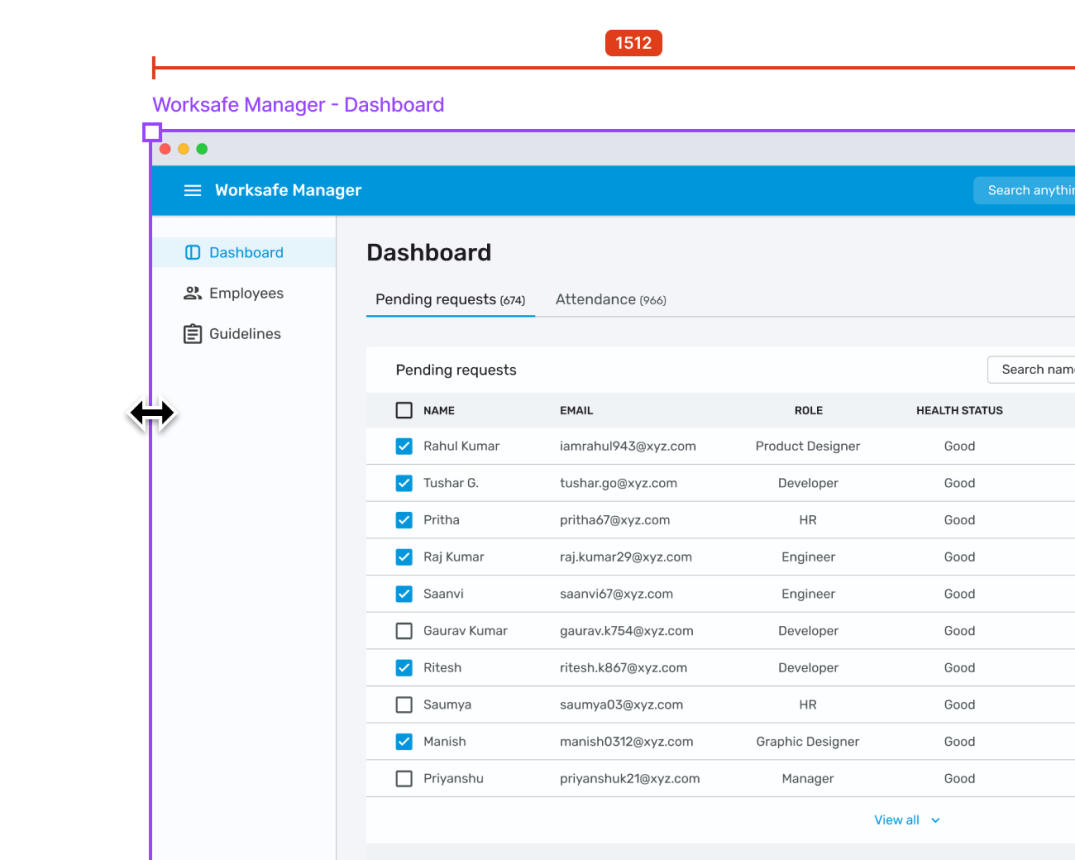 1512
Worksafe Manager - Dashboard
Worksafe Manager
Search anythin
Dashboard
Employees
Guidelines
Dashboard
Pending requests (674) Attendance (966)
Pending requests
Search name
NAME EMAIL ROLE HEALTH STATUS
Rahul Kumar iamrahul943@xyz.com Product Designer Good
Tushar G. tushar.go@xyz.com Developer Good
Pritha pritha67@xyz.com HR Good
Raj Kumar raj.kumar29@xyz.com Engineer Good
Saanvi saanvi67@xyz.com Engineer Good
Gaurav Kumar gaurav.k754@xyz.com Developer Good
Ritesh ritesh.k867@xyz.com Developer Good
Saumya saumya03@xyz.com HR Good
Manish manish0312@xyz.com Graphic Designer Good
Priyanshu priyanshuk21@xyz.com Manager Good
View all